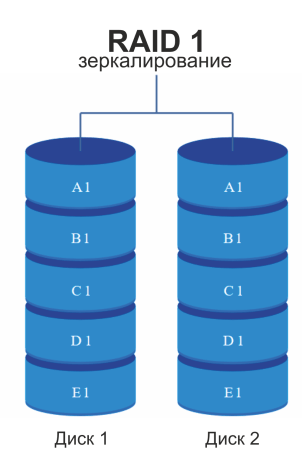 RAID 1
зеркалирование
A1 A1
B1 B1
C1 C1
D1 D1
E1 E1
Диск 1 Диск 2